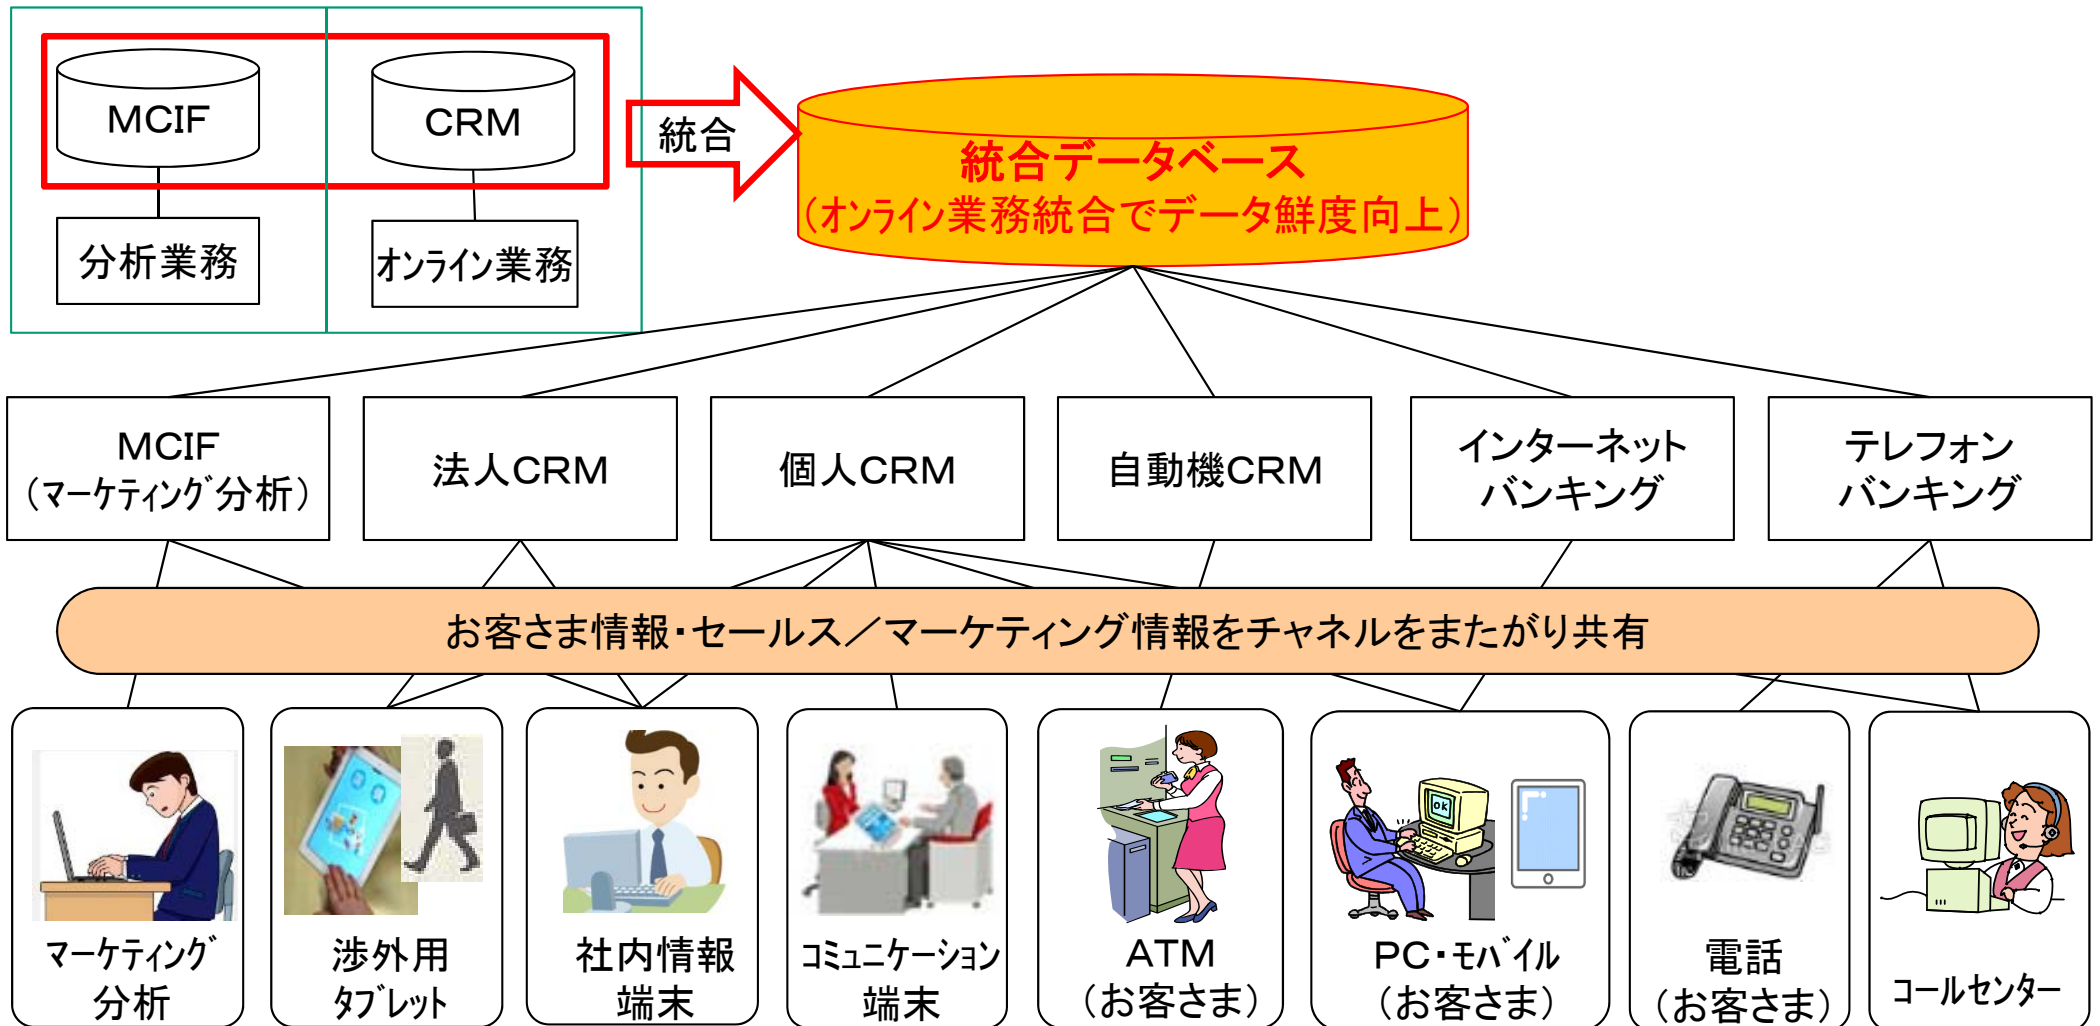 MCIF
CRM
分析業務
オンライン業務
統合
統合データベース
（オンライン業務統合でデータ鮮度向上）
MCIF
（マーケティング分析）
法人CRM
個人CRM
自動機CRM
インターネット
バンキング
テレフォン
バンキング
お客さま情報・セールス／マーケティング情報をチャネルをまたがり共有
マーケティング
分析
渉外用
タブレット
社内情報
端末
コミュニケーション
端末
ATM
（お客さま）
OK
PC・モバイル
（お客さま）
電話
（お客さま）
コールセンター